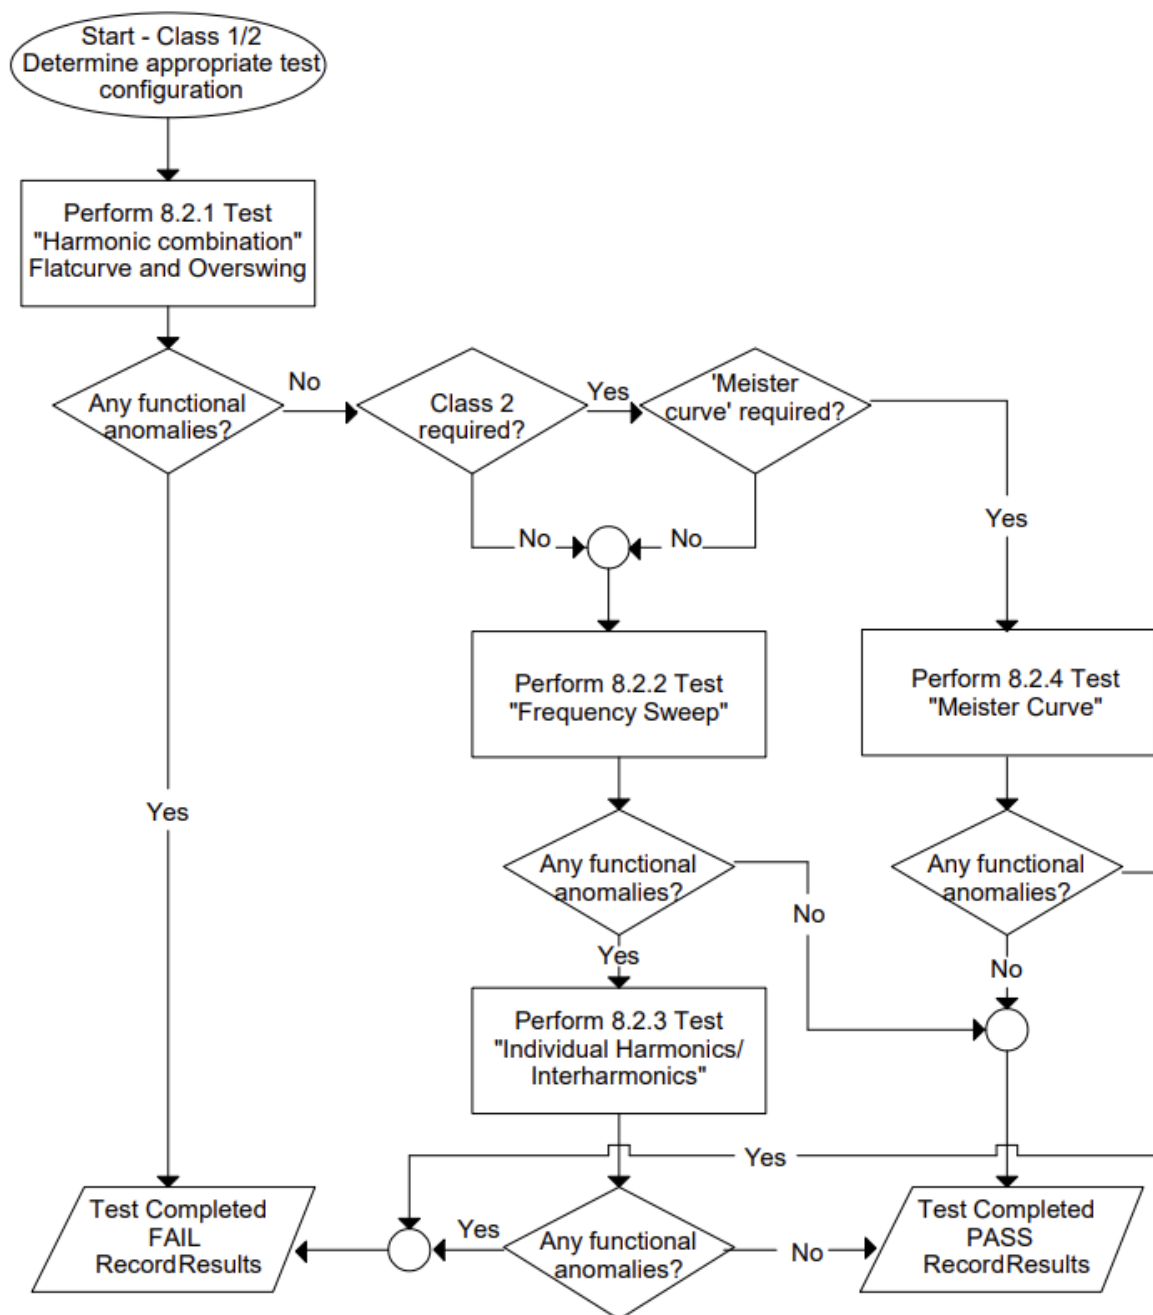 Start - Class 1/2
Determine appropriate test
configuration
Perform 8.2.1 Test
"Harmonic combination"
Flatcurve and Overswing
Any functional
anomalies?
No
Class 2
required?
Yes
'Meister
curve' required?
Yes
No
No
Perform 8.2.2 Test
"Frequency Sweep"
Perform 8.2.4 Test
"Meister Curve"
Yes
Any functional
anomalies?
No
Any functional
anomalies?
Yes
No
Perform 8.2.3 Test
"Individual Harmonics/
Interharmonics"
Yes
Test Completed
FAIL
RecordResults
Yes
Any functional
anomalies?
No
Test Completed
PASS
RecordResults